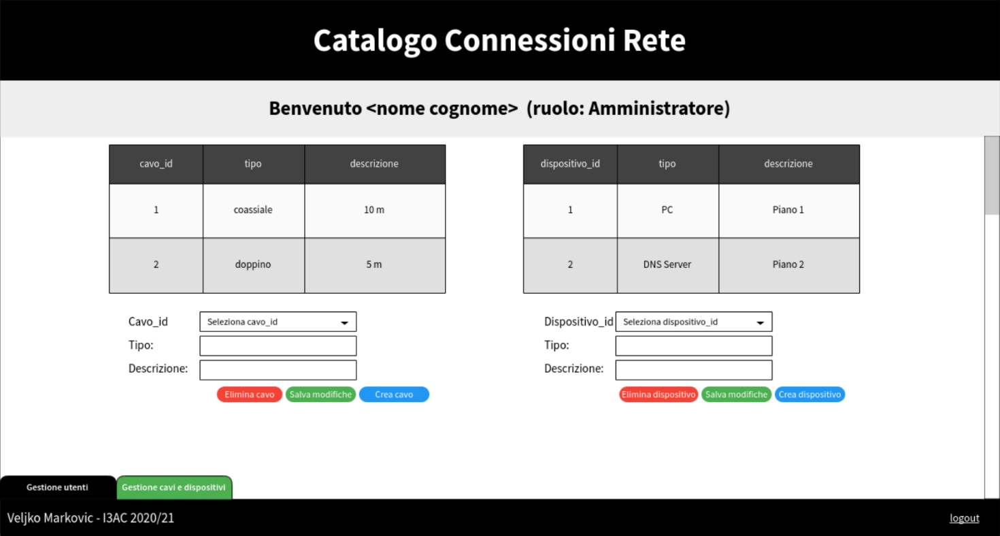 Catalogo Connessioni Rete
Benvenuto <nome cognome> (ruolo: Amministratore)
cavo_id tipo descrizione
1 coassiale 10 m
2 doppino 5 m
dispositivo_id tipo descrizione
1 PC Piano 1
2 DNS Server Piano 2
Cavo_id Seleziona cavo_id
Tipo:
Descrizione:
Elimina cavo Salva modifiche Crea cavo
Dispositivo_id Seleziona dispositivo_id
Tipo:
Descrizione:
Elimina dispositivo Salva modifiche Crea dispositivo
Gestione utenti Gestione cavi e dispositivi
Veljko Markovic - I3AC 2020/21 logout